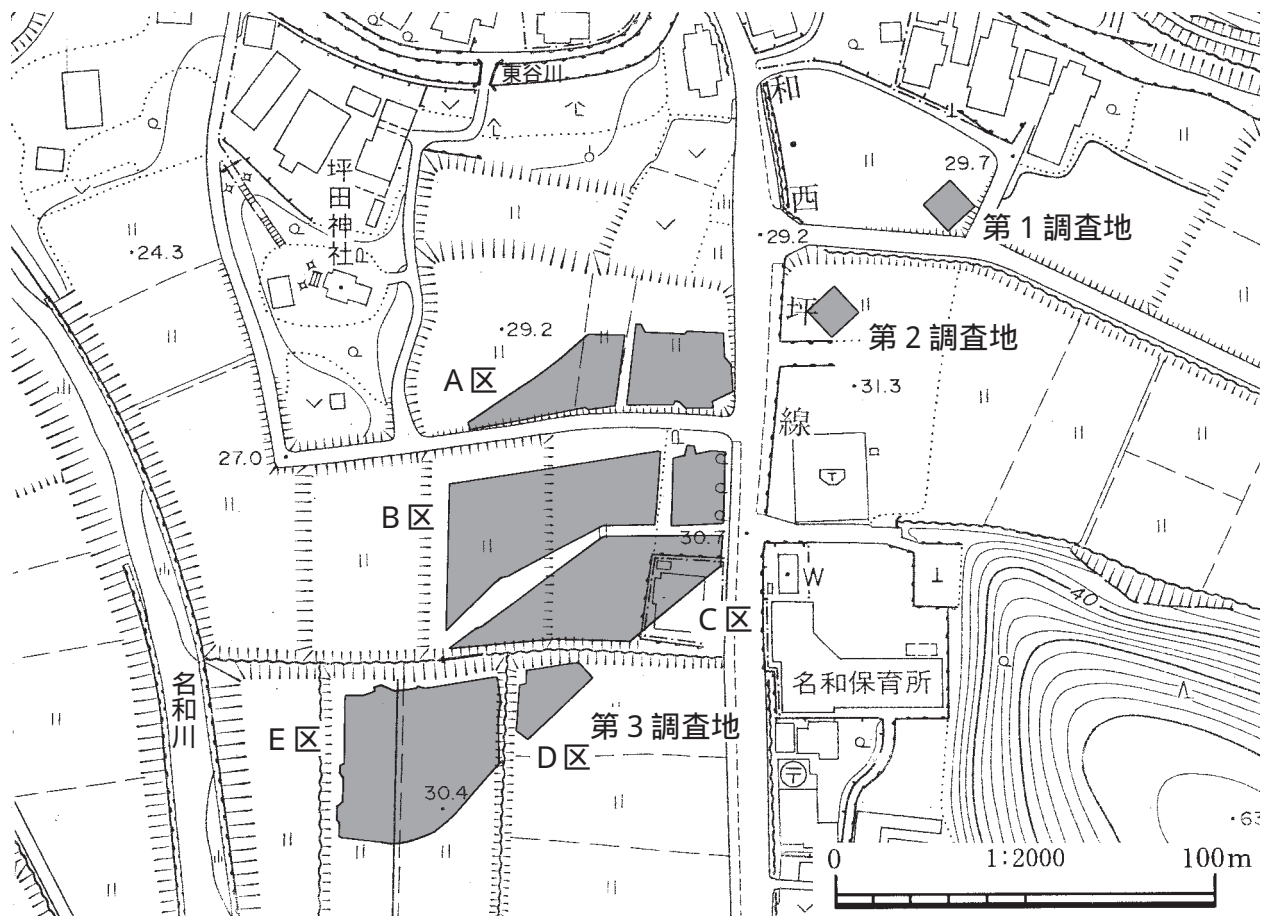 東谷川
和
西
坪
線
坪田神社
29.7
第1調査地
29.2
24.3
第2調査地
29.2
A区
31.3
27.0
B区
30.7
W
C区
40
名和保育所
名和川
E区
第3調査地
D区
30.4
63
0 1:2000 100m